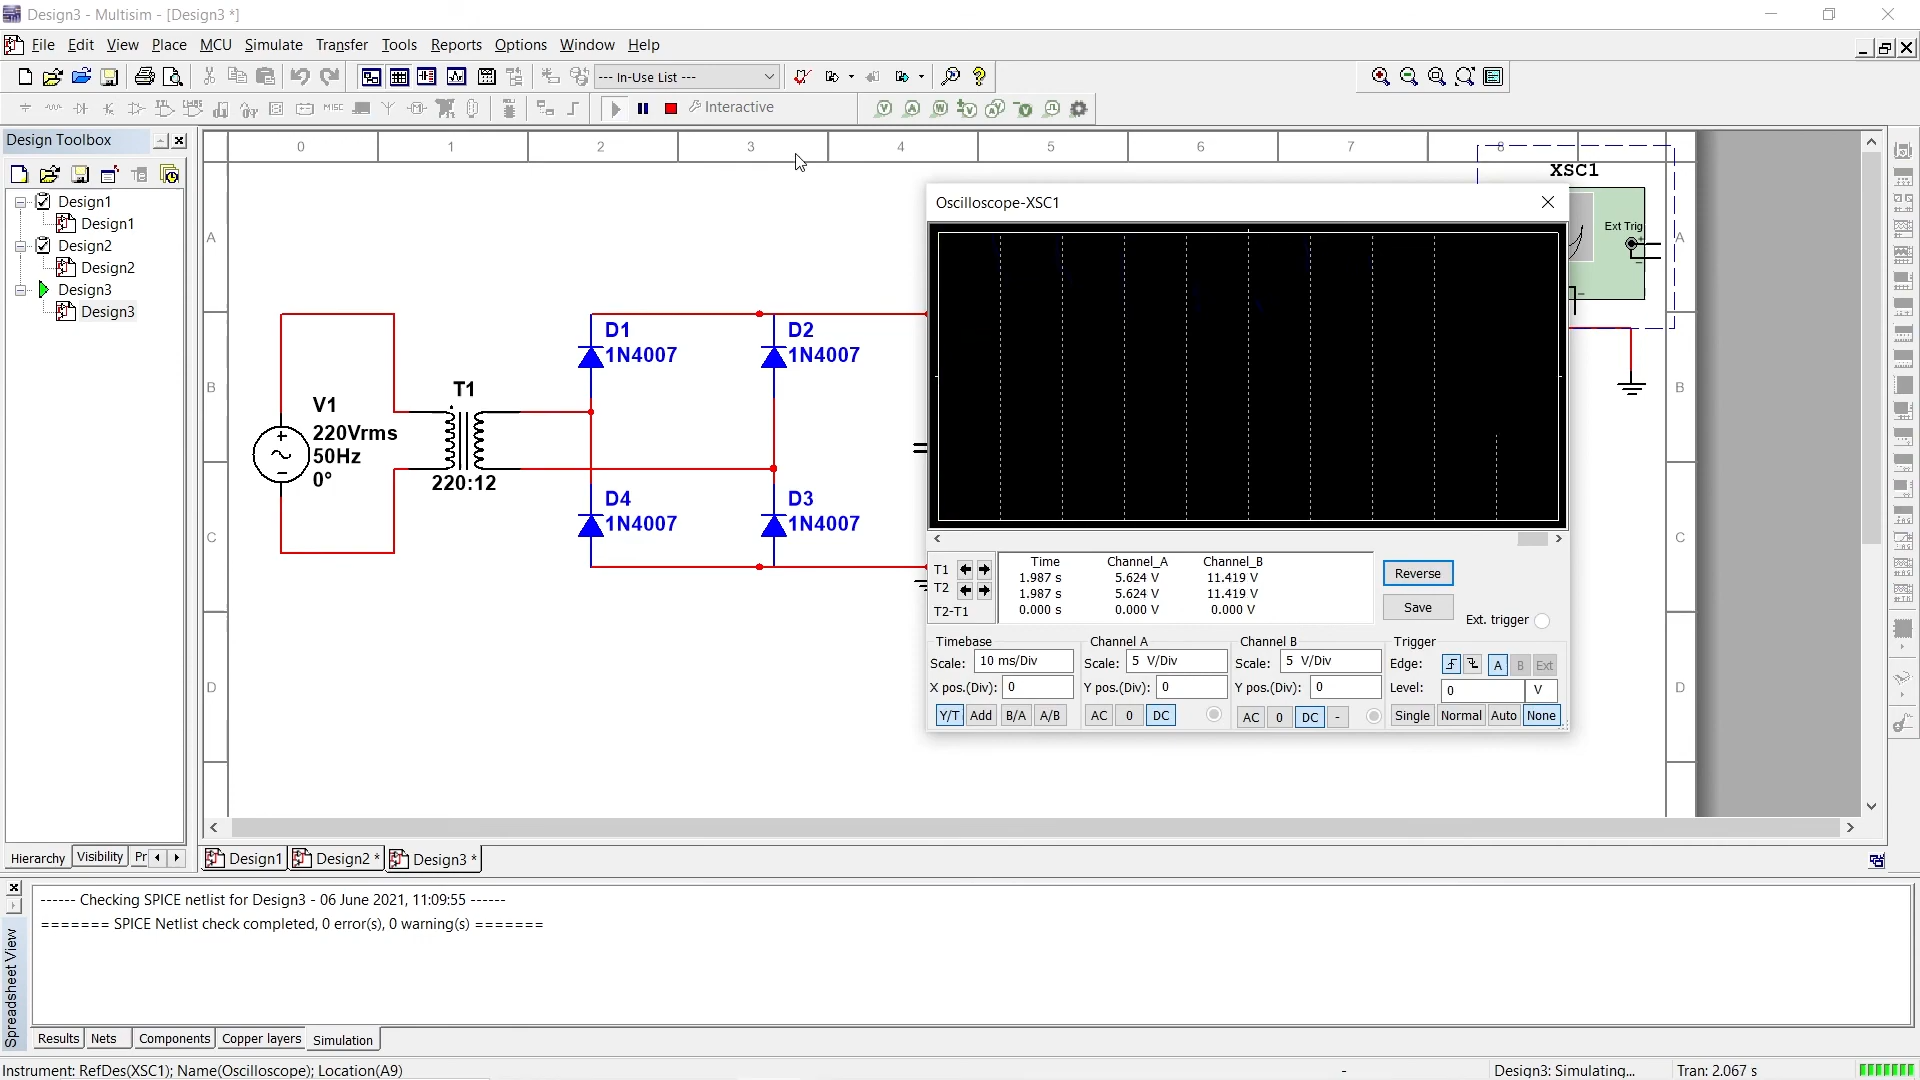 Design3 - Multisim - [Design3 *]
File Edit View Place MCU Simulate Transfer Tools Reports Options Window Help
--- In-Use List ---
MISC
Interactive
Design Toolbox
Design1
Design1
Design2
Design2
Design3
Design3
Hierarchy Visibility Pr
0 1 2 3 4 5 6 7 8
A
B
C
D
A
B
C
D
V1
220Vrms
50Hz
0°
T1
220:12
D1
1N4007
D2
1N4007
D4
1N4007
D3
1N4007
XSC1
Ext Trig
Oscilloscope-XSC1
Time Channel_A Channel_B
T1 1.987 s 5.624 V 11.419 V
T2 1.987 s 5.624 V 11.419 V
T2-T1 0.000 s 0.000 V 0.000 V
Reverse
Save
Ext. trigger
Timebase Channel A Channel B Trigger
Scale: 10 ms/Div Scale: 5 V/Div Scale: 5 V/Div Edge: A B Ext
X pos.(Div): 0 Y pos.(Div): 0 Y pos.(Div): 0 Level: 0 V
Y/T Add B/A A/B AC 0 DC AC 0 DC - Single Normal Auto None
Design1 Design2 * Design3 *
Spreadsheet View
------ Checking SPICE netlist for Design3 - 06 June 2021, 11:09:55 ------
======= SPICE Netlist check completed, 0 error(s), 0 warning(s) =======
Results Nets Components Copper layers Simulation
Instrument: RefDes(XSC1); Name(Oscilloscope); Location(A9) - Design3: Simulating... Tran: 2.067 s